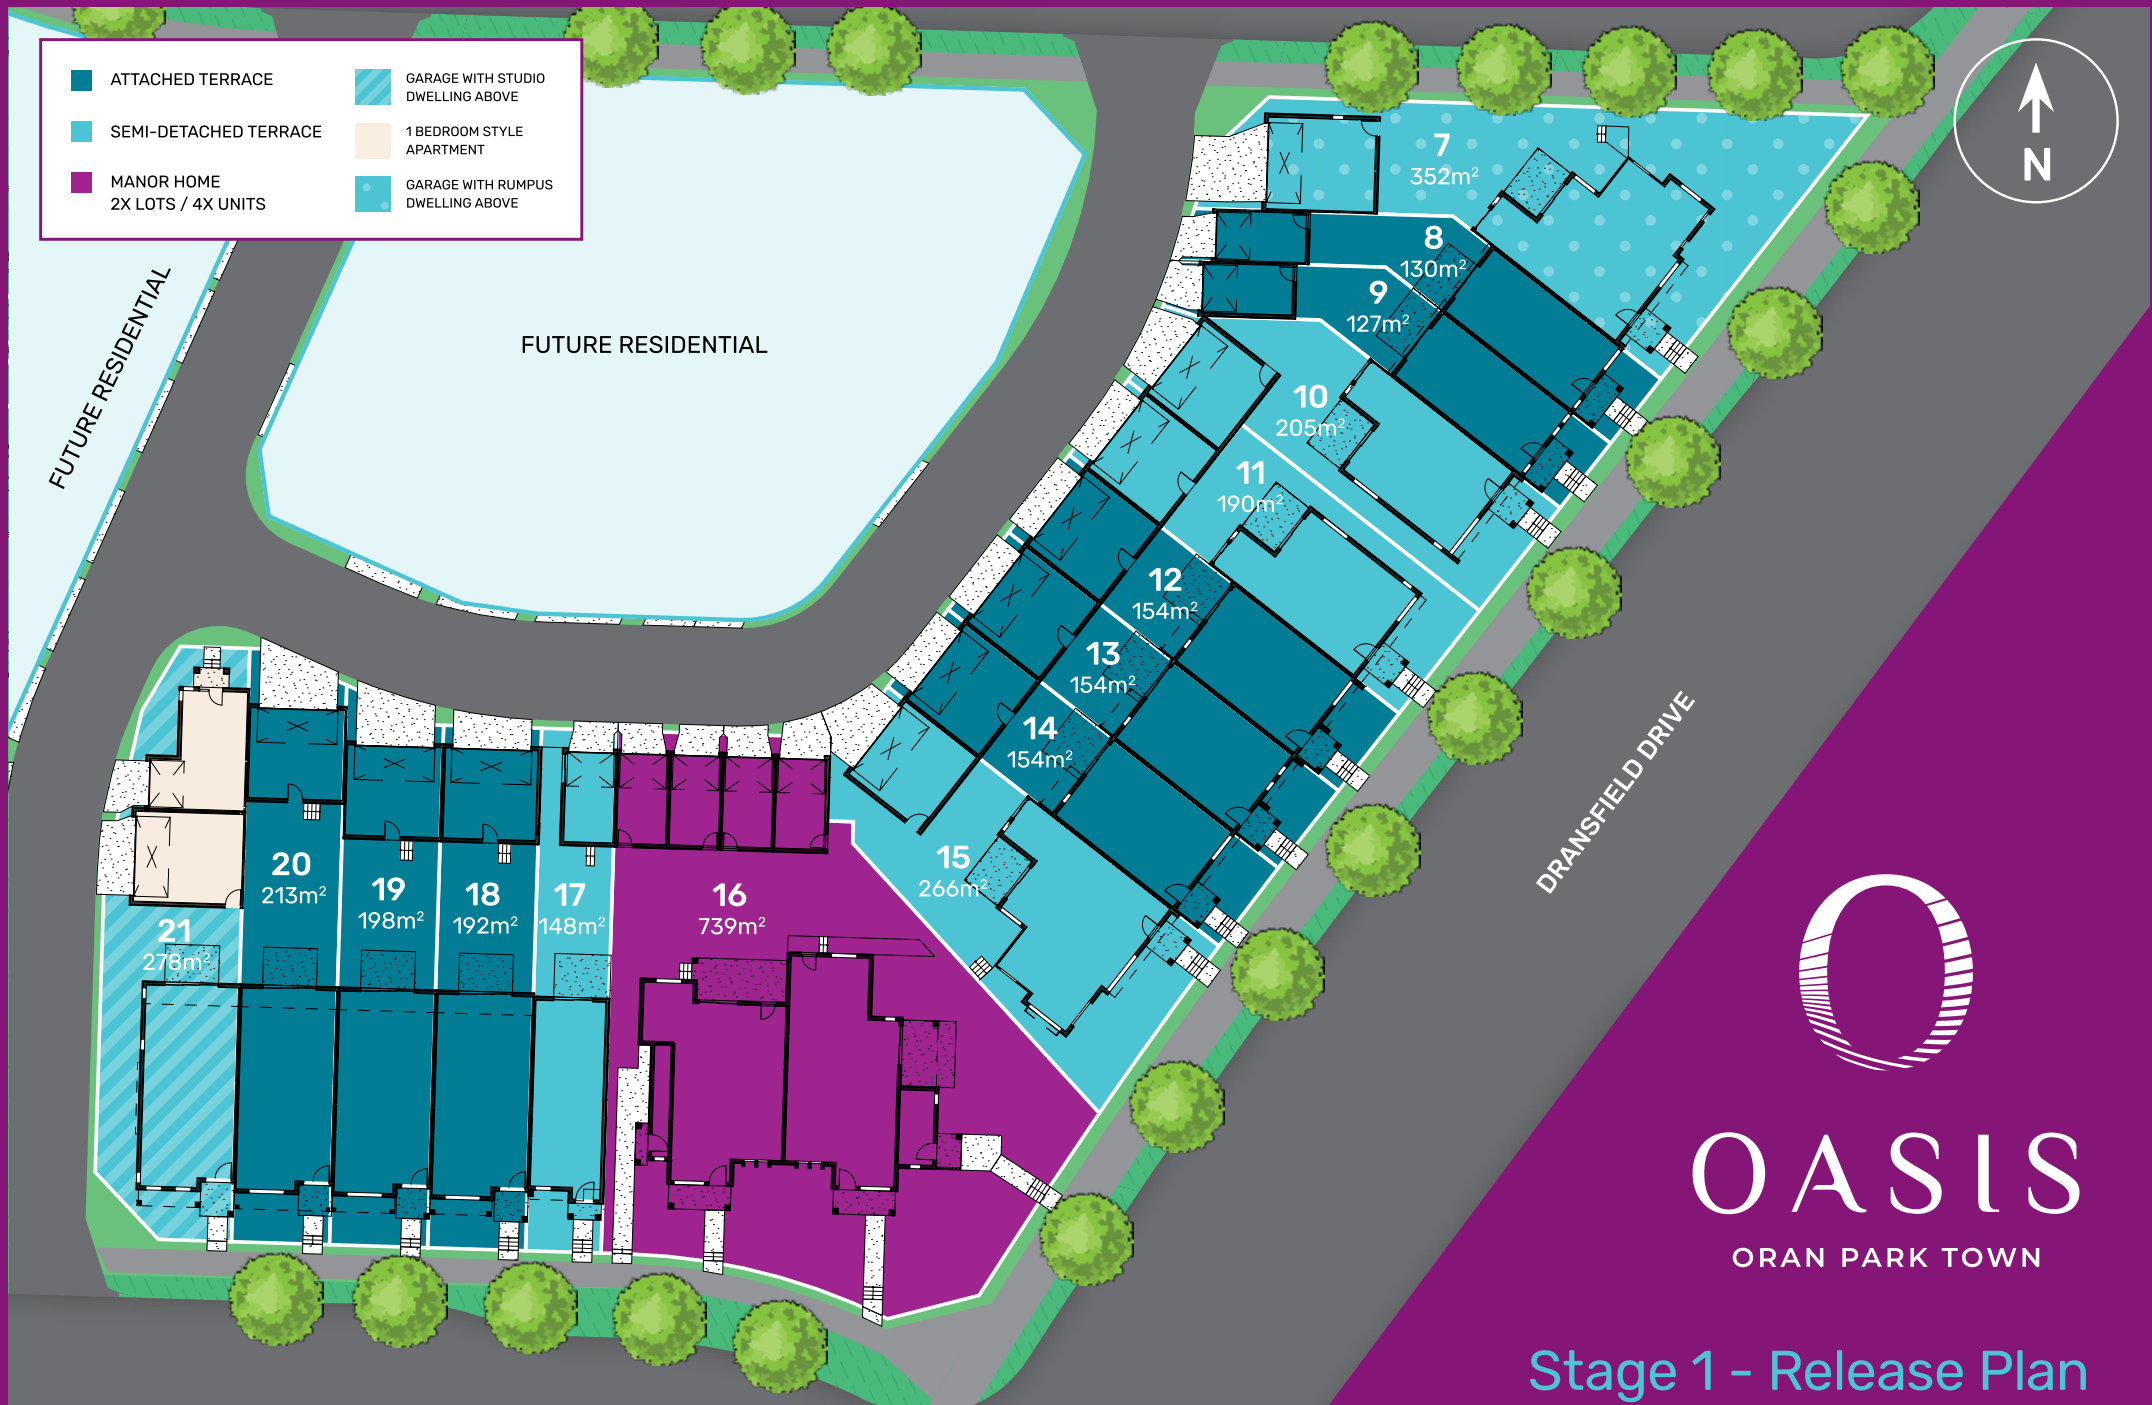 ATTACHED TERRACE
SEMI-DETACHED TERRACE
MANOR HOME
2X LOTS / 4X UNITS
GARAGE WITH STUDIO
DWELLING ABOVE
1 BEDROOM STYLE
APARTMENT
GARAGE WITH RUMPUS
DWELLING ABOVE
N
FUTURE RESIDENTIAL
FUTURE RESIDENTIAL
7
352m²
8
130m²
9
127m²
10
205m²
11
190m²
12
154m²
13
154m²
14
154m²
15
266m²
16
739m²
17
148m²
18
192m²
19
198m²
20
213m²
21
278m²
DRANSFIELD DRIVE
O
OASIS
ORAN PARK TOWN
Stage 1 - Release Plan